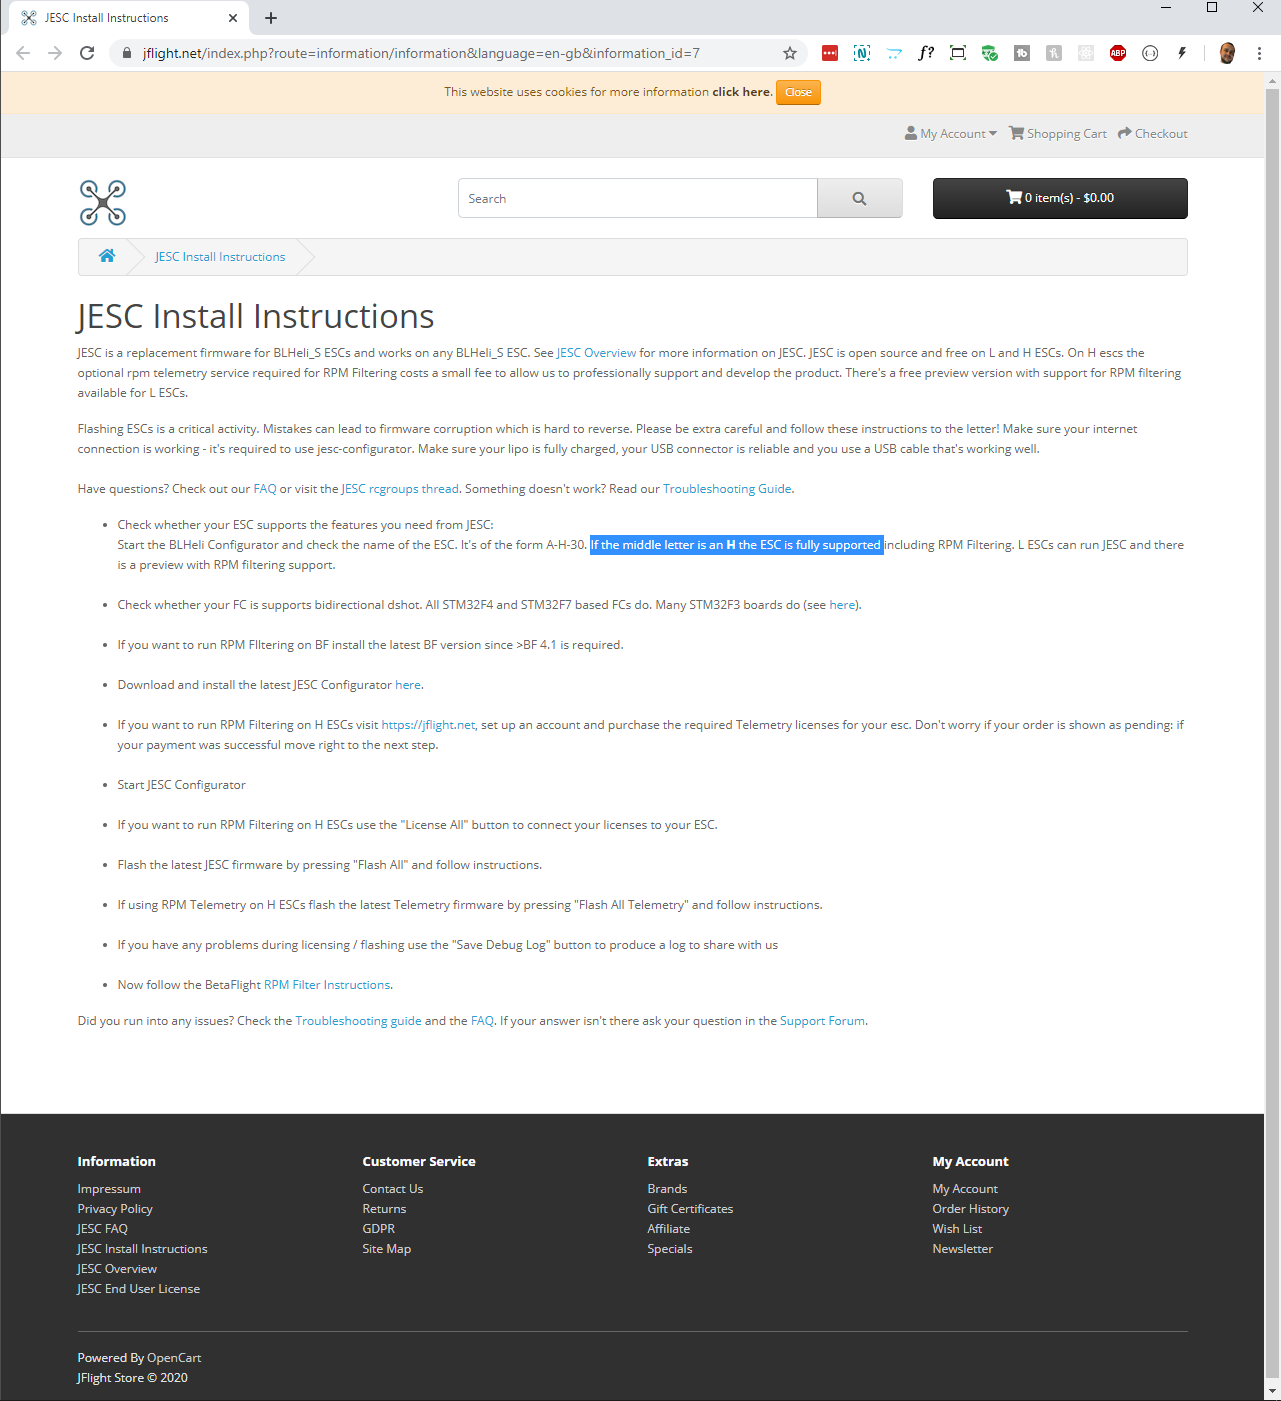 JESC Install Instructions
jflight.net/index.php?route=information/information&language=en-gb&information_id=7
This website uses cookies for more information click here. Close
My Account Shopping Cart Checkout
Search
0 item(s) - $0.00
JESC Install Instructions
JESC Install Instructions
JESC is a replacement firmware for BLHeli_S ESCs and works on any BLHeli_S ESC. See JESC Overview for more information on JESC. JESC is open source and free on L and H ESCs. On H escs the
optional rpm telemetry service required for RPM Filtering costs a small fee to allow us to professionally support and develop the product. There's a free preview version with support for RPM filtering
available for L ESCs.
Flashing ESCs is a critical activity. Mistakes can lead to firmware corruption which is hard to reverse. Please be extra careful and follow these instructions to the letter! Make sure your internet
connection is working - it's required to use jesc-configurator. Make sure your lipo is fully charged, your USB connector is reliable and you use a USB cable that's working well.
Have questions? Check out our FAQ or visit the JESC rcgroups thread. Something doesn't work? Read our Troubleshooting Guide.
• Check whether your ESC supports the features you need from JESC:
Start the BLHeli Configurator and check the name of the ESC. It's of the form A-H-30. If the middle letter is an H the ESC is fully supported including RPM Filtering. L ESCs can run JESC and there
is a preview with RPM filtering support.
• Check whether your FC is supports bidirectional dshot. All STM32F4 and STM32F7 based FCs do. Many STM32F3 boards do (see here).
• If you want to run RPM FIltering on BF install the latest BF version since >BF 4.1 is required.
• Download and install the latest JESC Configurator here.
• If you want to run RPM Filtering on H ESCs visit https://jflight.net, set up an account and purchase the required Telemetry licenses for your esc. Don't worry if your order is shown as pending: if
your payment was successful move right to the next step.
• Start JESC Configurator
• If you want to run RPM Filtering on H ESCs use the "License All" button to connect your licenses to your ESC.
• Flash the latest JESC firmware by pressing "Flash All" and follow instructions.
• If using RPM Telemetry on H ESCs flash the latest Telemetry firmware by pressing "Flash All Telemetry" and follow instructions.
• If you have any problems during licensing / flashing use the "Save Debug Log" button to produce a log to share with us
• Now follow the BetaFlight RPM Filter Instructions.
Did you run into any issues? Check the Troubleshooting guide and the FAQ. If your answer isn't there ask your question in the Support Forum.
Information
Impressum
Privacy Policy
JESC FAQ
JESC Install Instructions
JESC Overview
JESC End User License
Customer Service
Contact Us
Returns
GDPR
Site Map
Extras
Brands
Gift Certificates
Affiliate
Specials
My Account
My Account
Order History
Wish List
Newsletter
Powered By OpenCart
JFlight Store © 2020